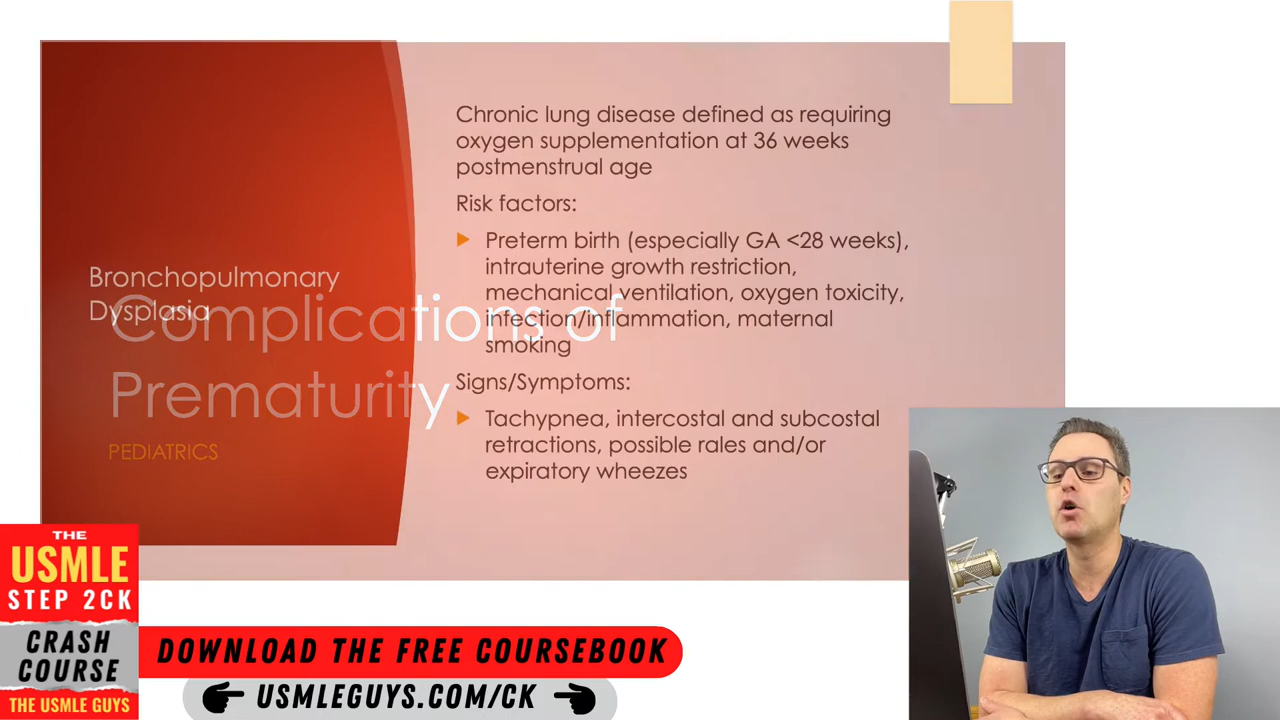 Chronic lung disease defined as requiring
oxygen supplementation at 36 weeks
postmenstrual age
Risk factors:
Preterm birth (especially GA <28 weeks),
intrauterine growth restriction,
mechanical ventilation, oxygen toxicity,
infection/inflammation, maternal
smoking
Signs/Symptoms:
Tachypnea, intercostal and subcostal
retractions, possible rales and/or
expiratory wheezes
Bronchopulmonary
Dysplasia
Complications of
Prematurity
PEDIATRICS
THE
USMLE
STEP 2CK
CRASH
COURSE
THE USMLE GUYS
DOWNLOAD THE FREE COURSEBOOK
USMLEGUYS.COM/CK